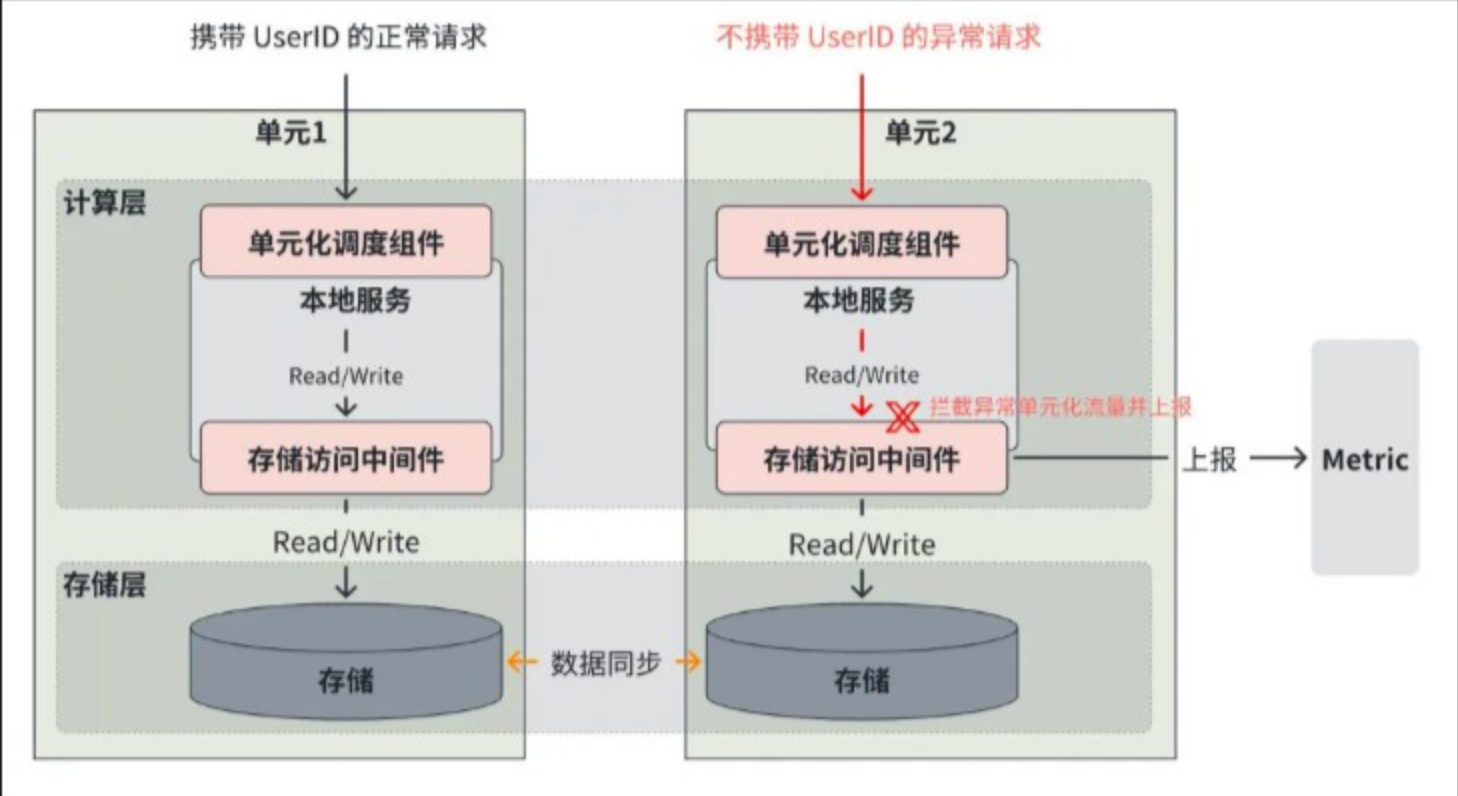 携带 UserID 的正常请求
不携带 UserID 的异常请求
单元1
单元2
计算层
单元化调度组件
单元化调度组件
本地服务
本地服务
Read/Write
Read/Write
拦截异常单元化流量并上报
存储访问中间件
存储访问中间件
上报
Metric
Read/Write
Read/Write
存储层
存储
数据同步
存储